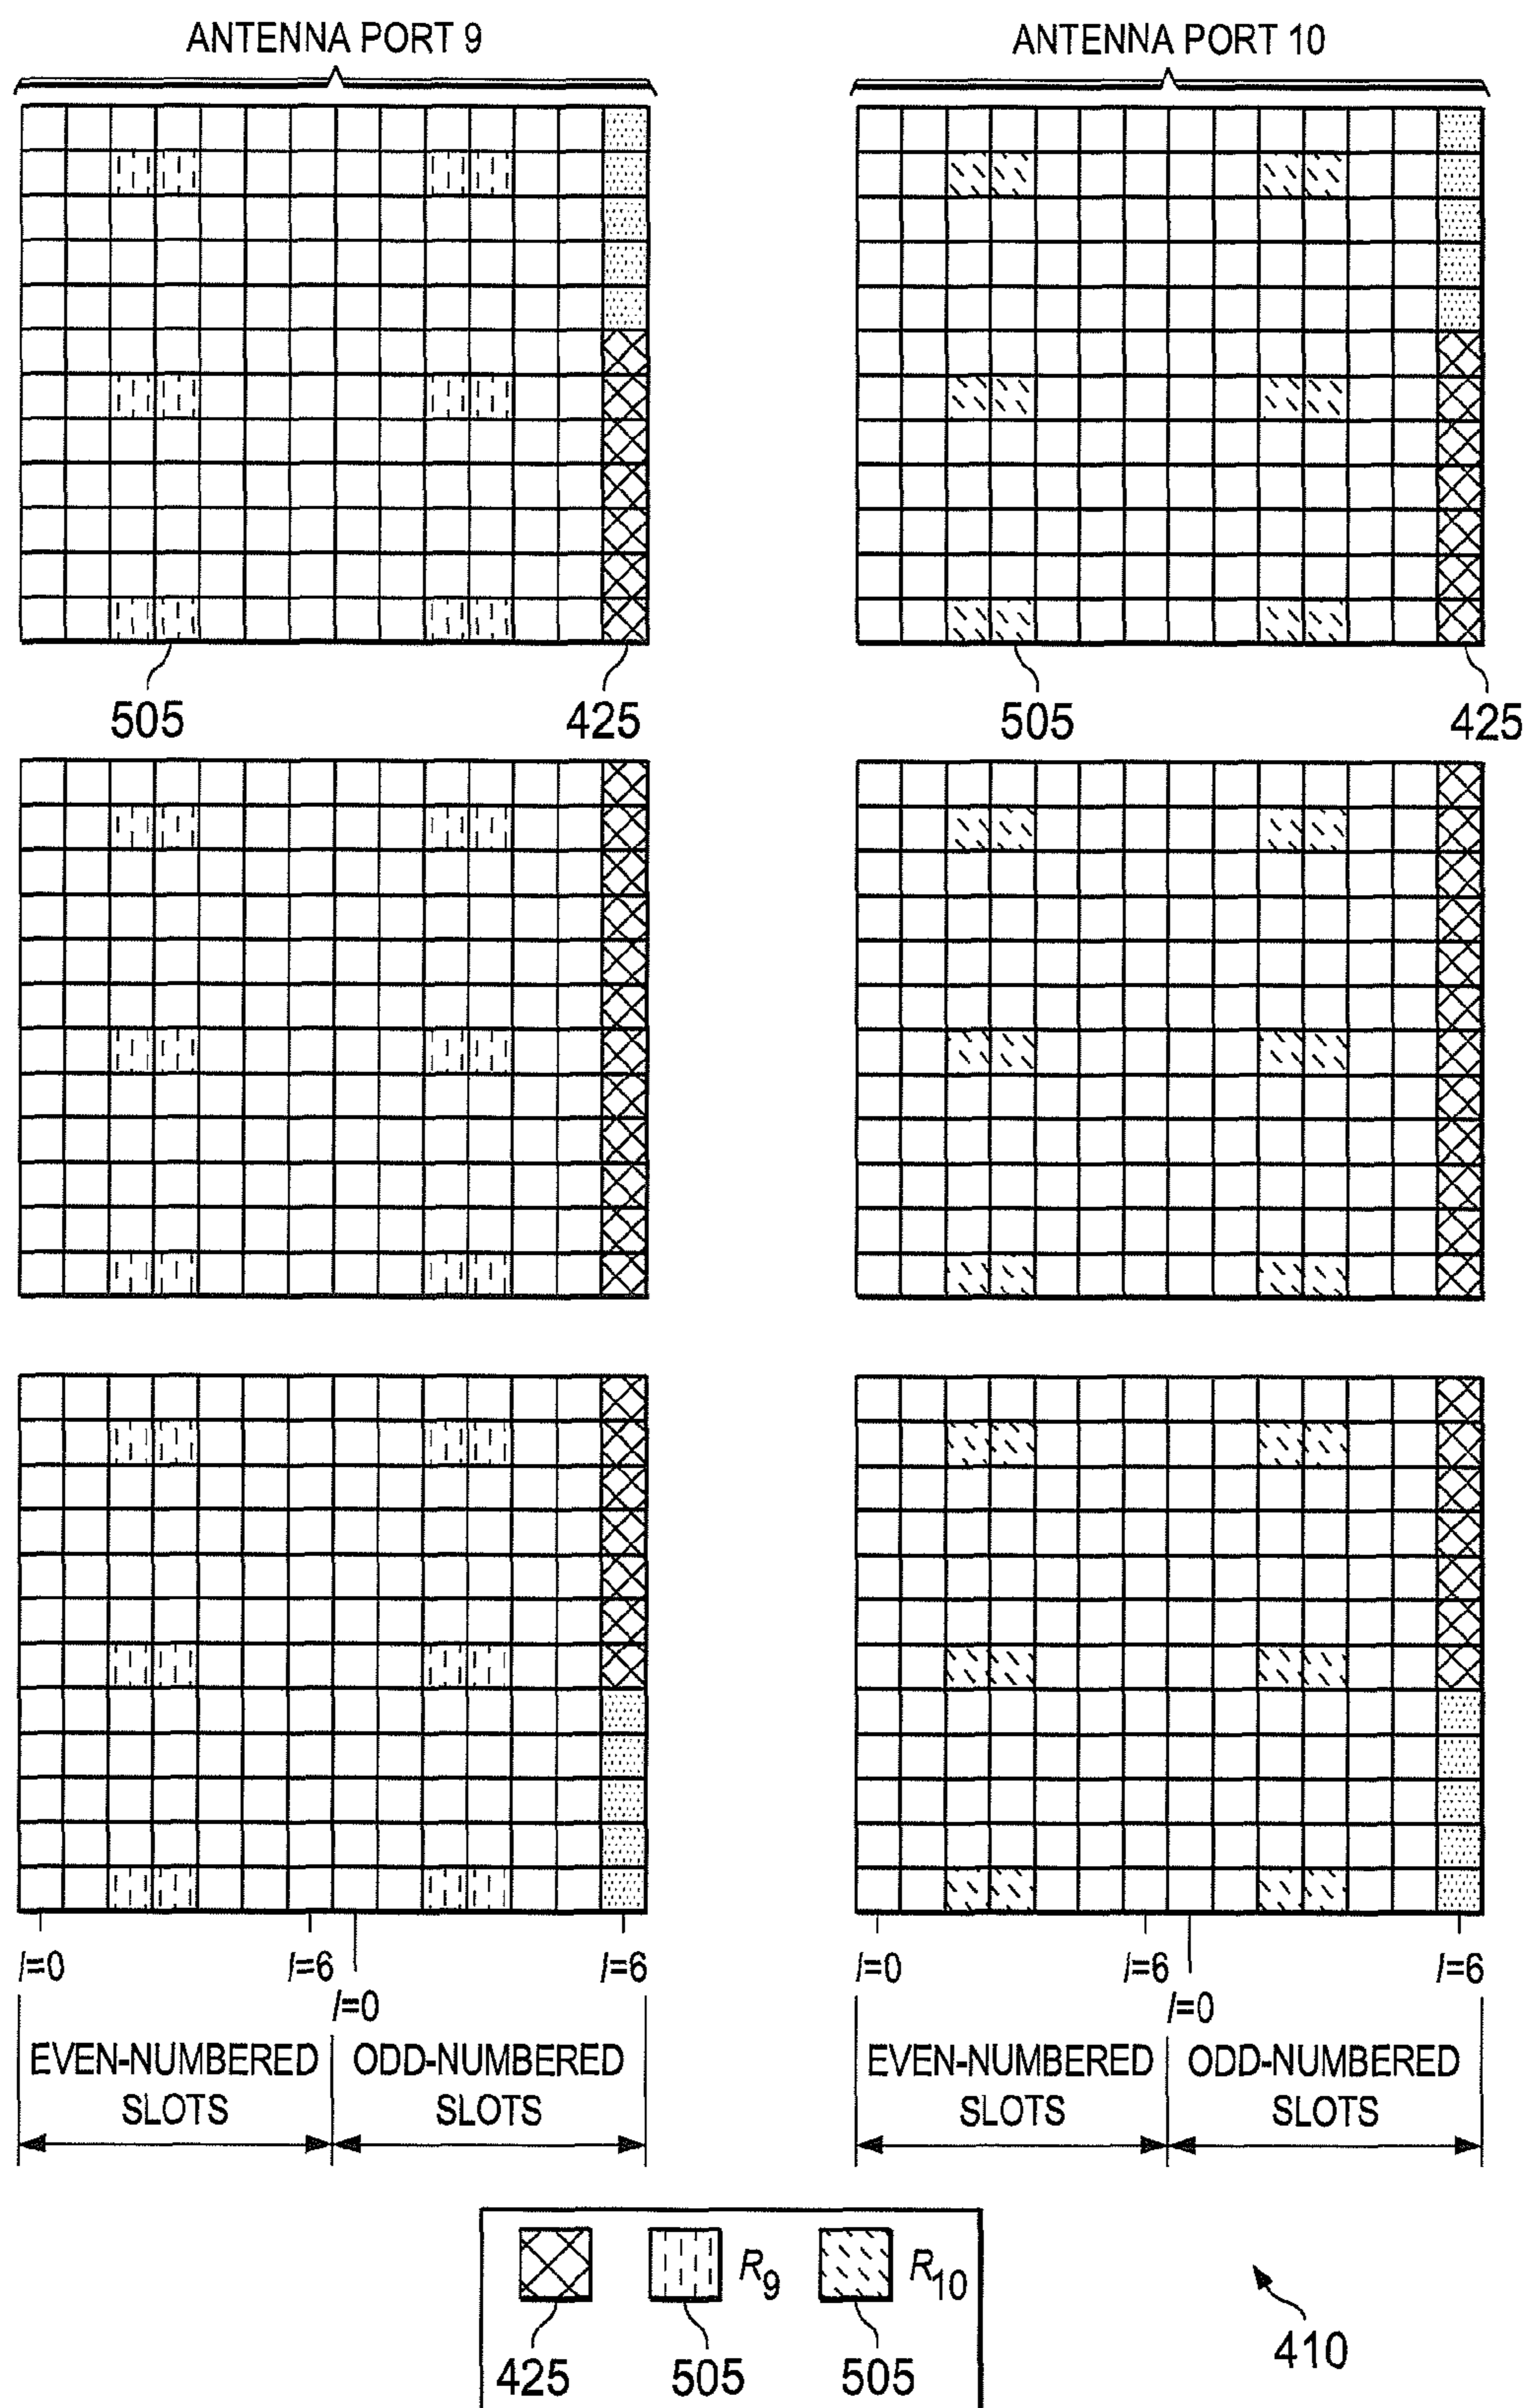 ANTENNA PORT 9
ANTENNA PORT 10
505
425
505
425
l=0
l=6
l=6
l=0
l=6
l=6
l=0
l=0
EVEN-NUMBERED
SLOTS
ODD-NUMBERED
SLOTS
EVEN-NUMBERED
SLOTS
ODD-NUMBERED
SLOTS
R9
R10
425
505
505
410